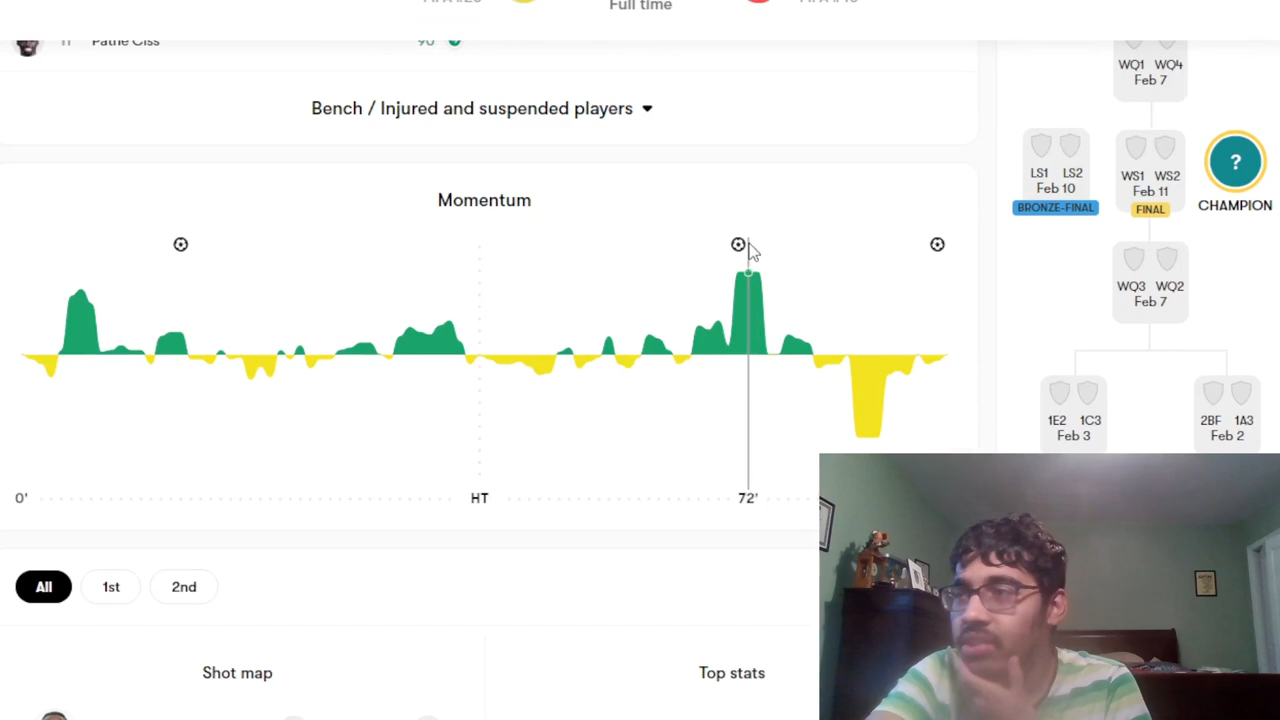 Full time
11 Pathe Ciss 90
Bench / Injured and suspended players
WQ1 WQ4
Feb 7
Momentum
LS1 LS2
Feb 10
BRONZE-FINAL
WS1 WS2
Feb 11
FINAL
?
CHAMPION
WQ3 WQ2
Feb 7
1E2 1C3
Feb 3
2BF 1A3
Feb 2
0'
HT
72'
All
1st
2nd
Shot map
Top stats